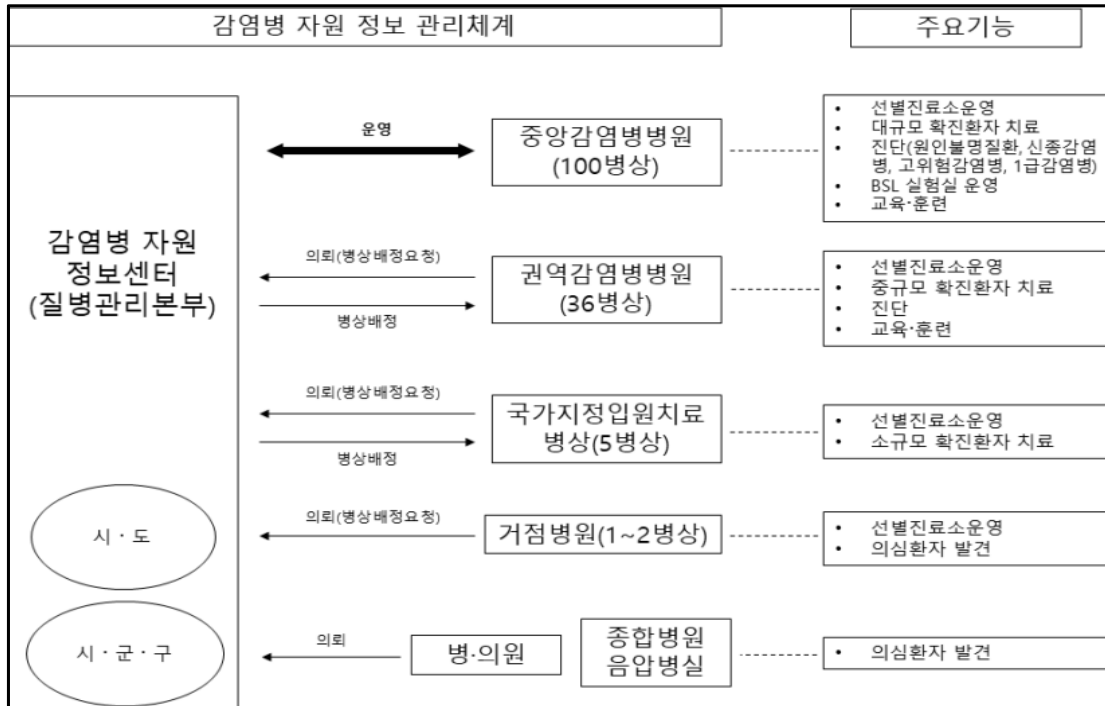 감염병 자원 정보 관리체계
주요기능
감염병 자원
정보센터
(질병관리본부)
시 · 도
시 · 군 · 구
운영
중앙감염병병원
(100병상)
• 선별진료소운영
• 대규모 확진환자 치료
• 진단(원인불명질환, 신종감염
병, 고위험감염병, 1급감염병)
• BSL 실험실 운영
• 교육·훈련
의뢰(병상배정요청)
병상배정
권역감염병병원
(36병상)
• 선별진료소운영
• 중규모 확진환자 치료
• 진단
• 교육·훈련
의뢰(병상배정요청)
병상배정
국가지정입원치료
병상(5병상)
• 선별진료소운영
• 소규모 확진환자 치료
의뢰(병상배정요청)
거점병원(1~2병상)
• 선별진료소운영
• 의심환자 발견
의뢰
병·의원
종합병원
음압병실
• 의심환자 발견